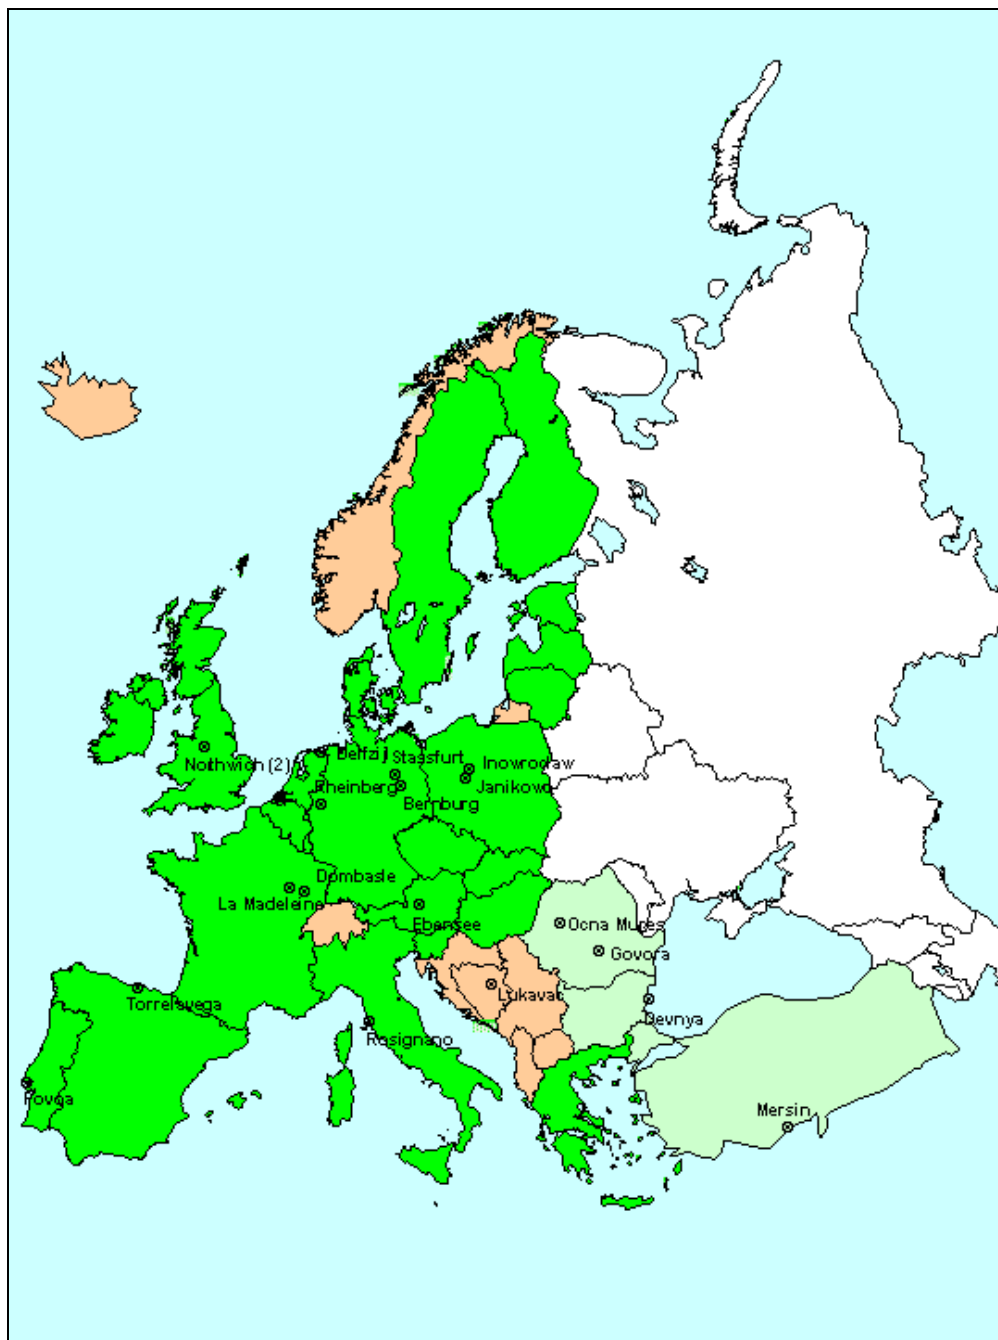 Nothwich (2)
Delfzijl
Stassfurt
Inowroclaw
Rheinberg
Janikowo
Bernburg
Dombasle
La Madeleine
Ebensee
Ocna Mures
Govora
Lukavac
Torrelavega
Devnya
Rosignano
Povoa
Mersin